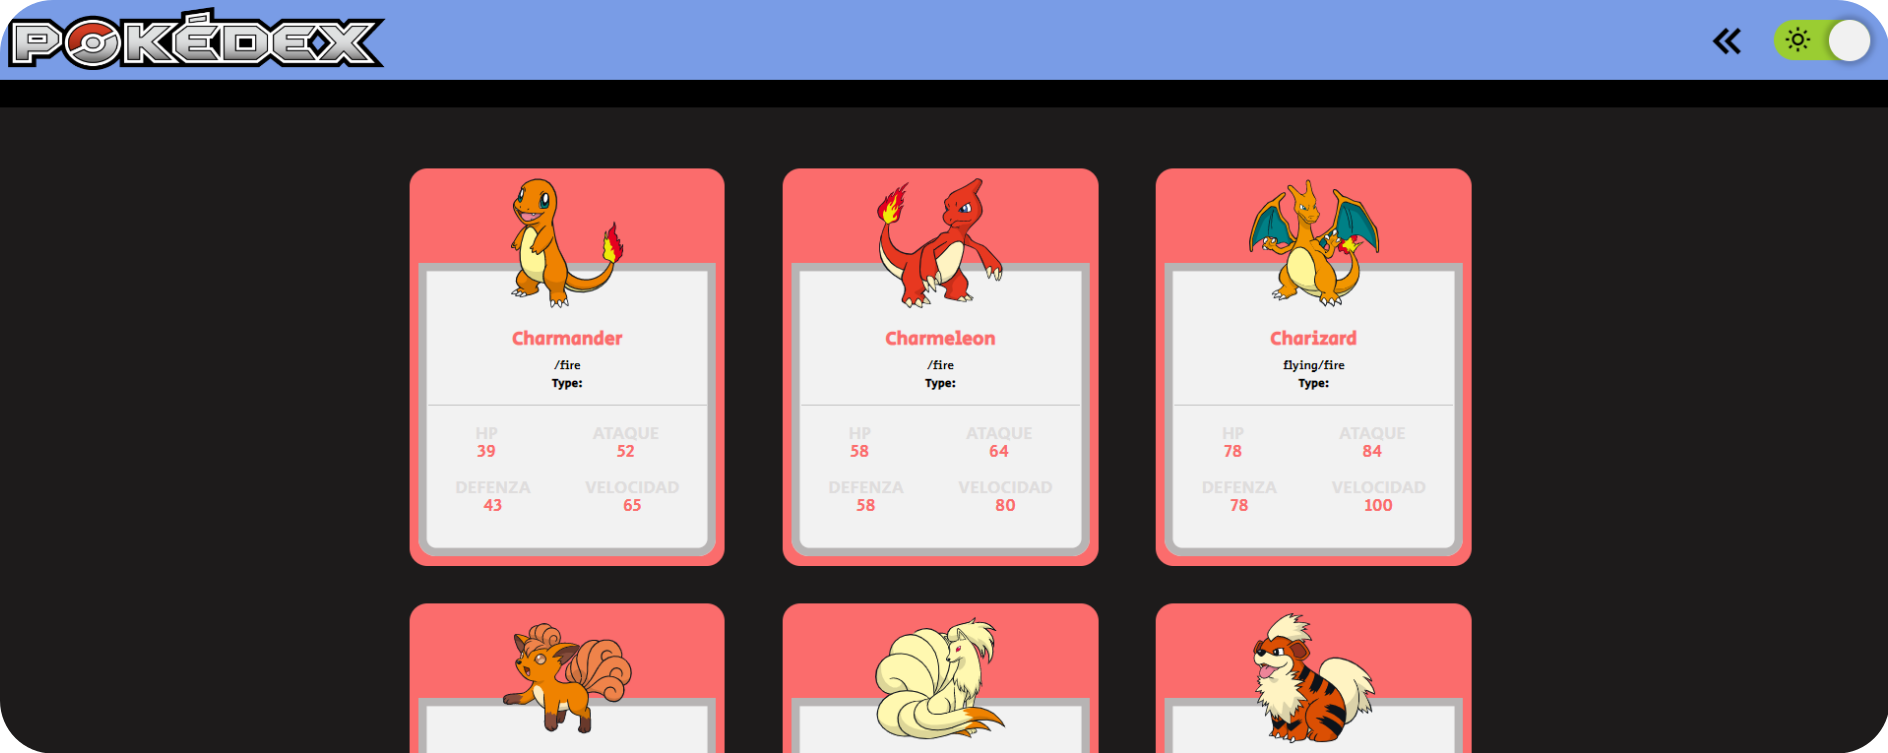 POKÉDEX
Charmander
/fire
Type:
HP ATAQUE
39 52
DEFENZA VELOCIDAD
43 65
Charmeleon
/fire
Type:
HP ATAQUE
58 64
DEFENZA VELOCIDAD
58 80
Charizard
flying/fire
Type:
HP ATAQUE
78 84
DEFENZA VELOCIDAD
78 100